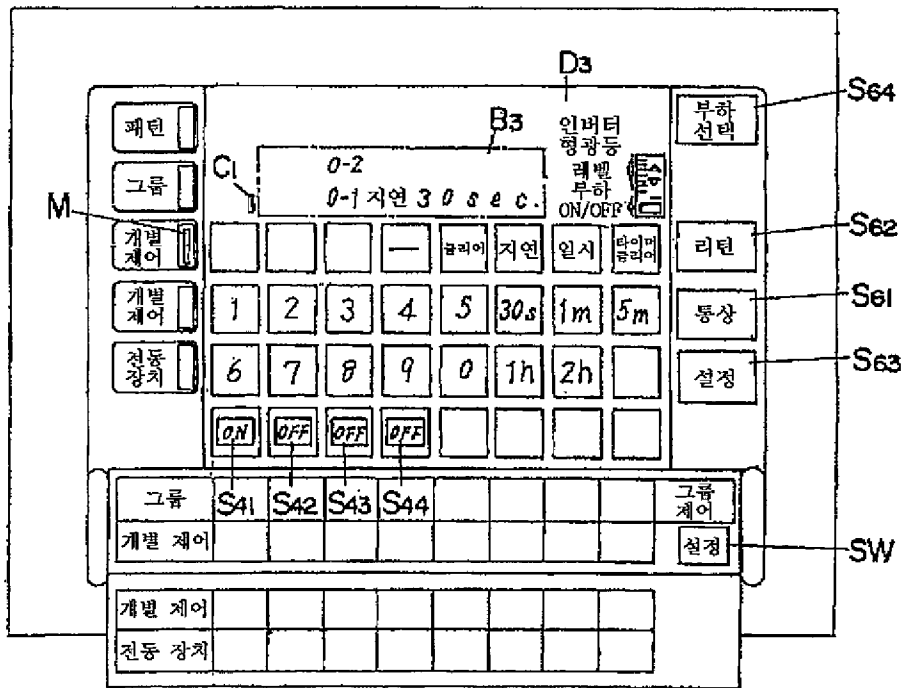 D3
S64
패턴
B3
인버터
형광등
부하
선택
C1
0-2
레벨
그룹
0-1 지연 30sec.
부하
ON/OFF
M
개별
제어
—
클리어
지연
일시
타이머
클리어
리턴
S62
개별
제어
1 2 3 4 5 30s 1m 5m
통상
S61
전동
장치
6 7 8 9 0 1h 2h
설정
S63
ON OFF OFF OFF
그룹 S41 S42 S43 S44 그룹
제어
개별 제어 설정 SW
개별 제어
전동 장치